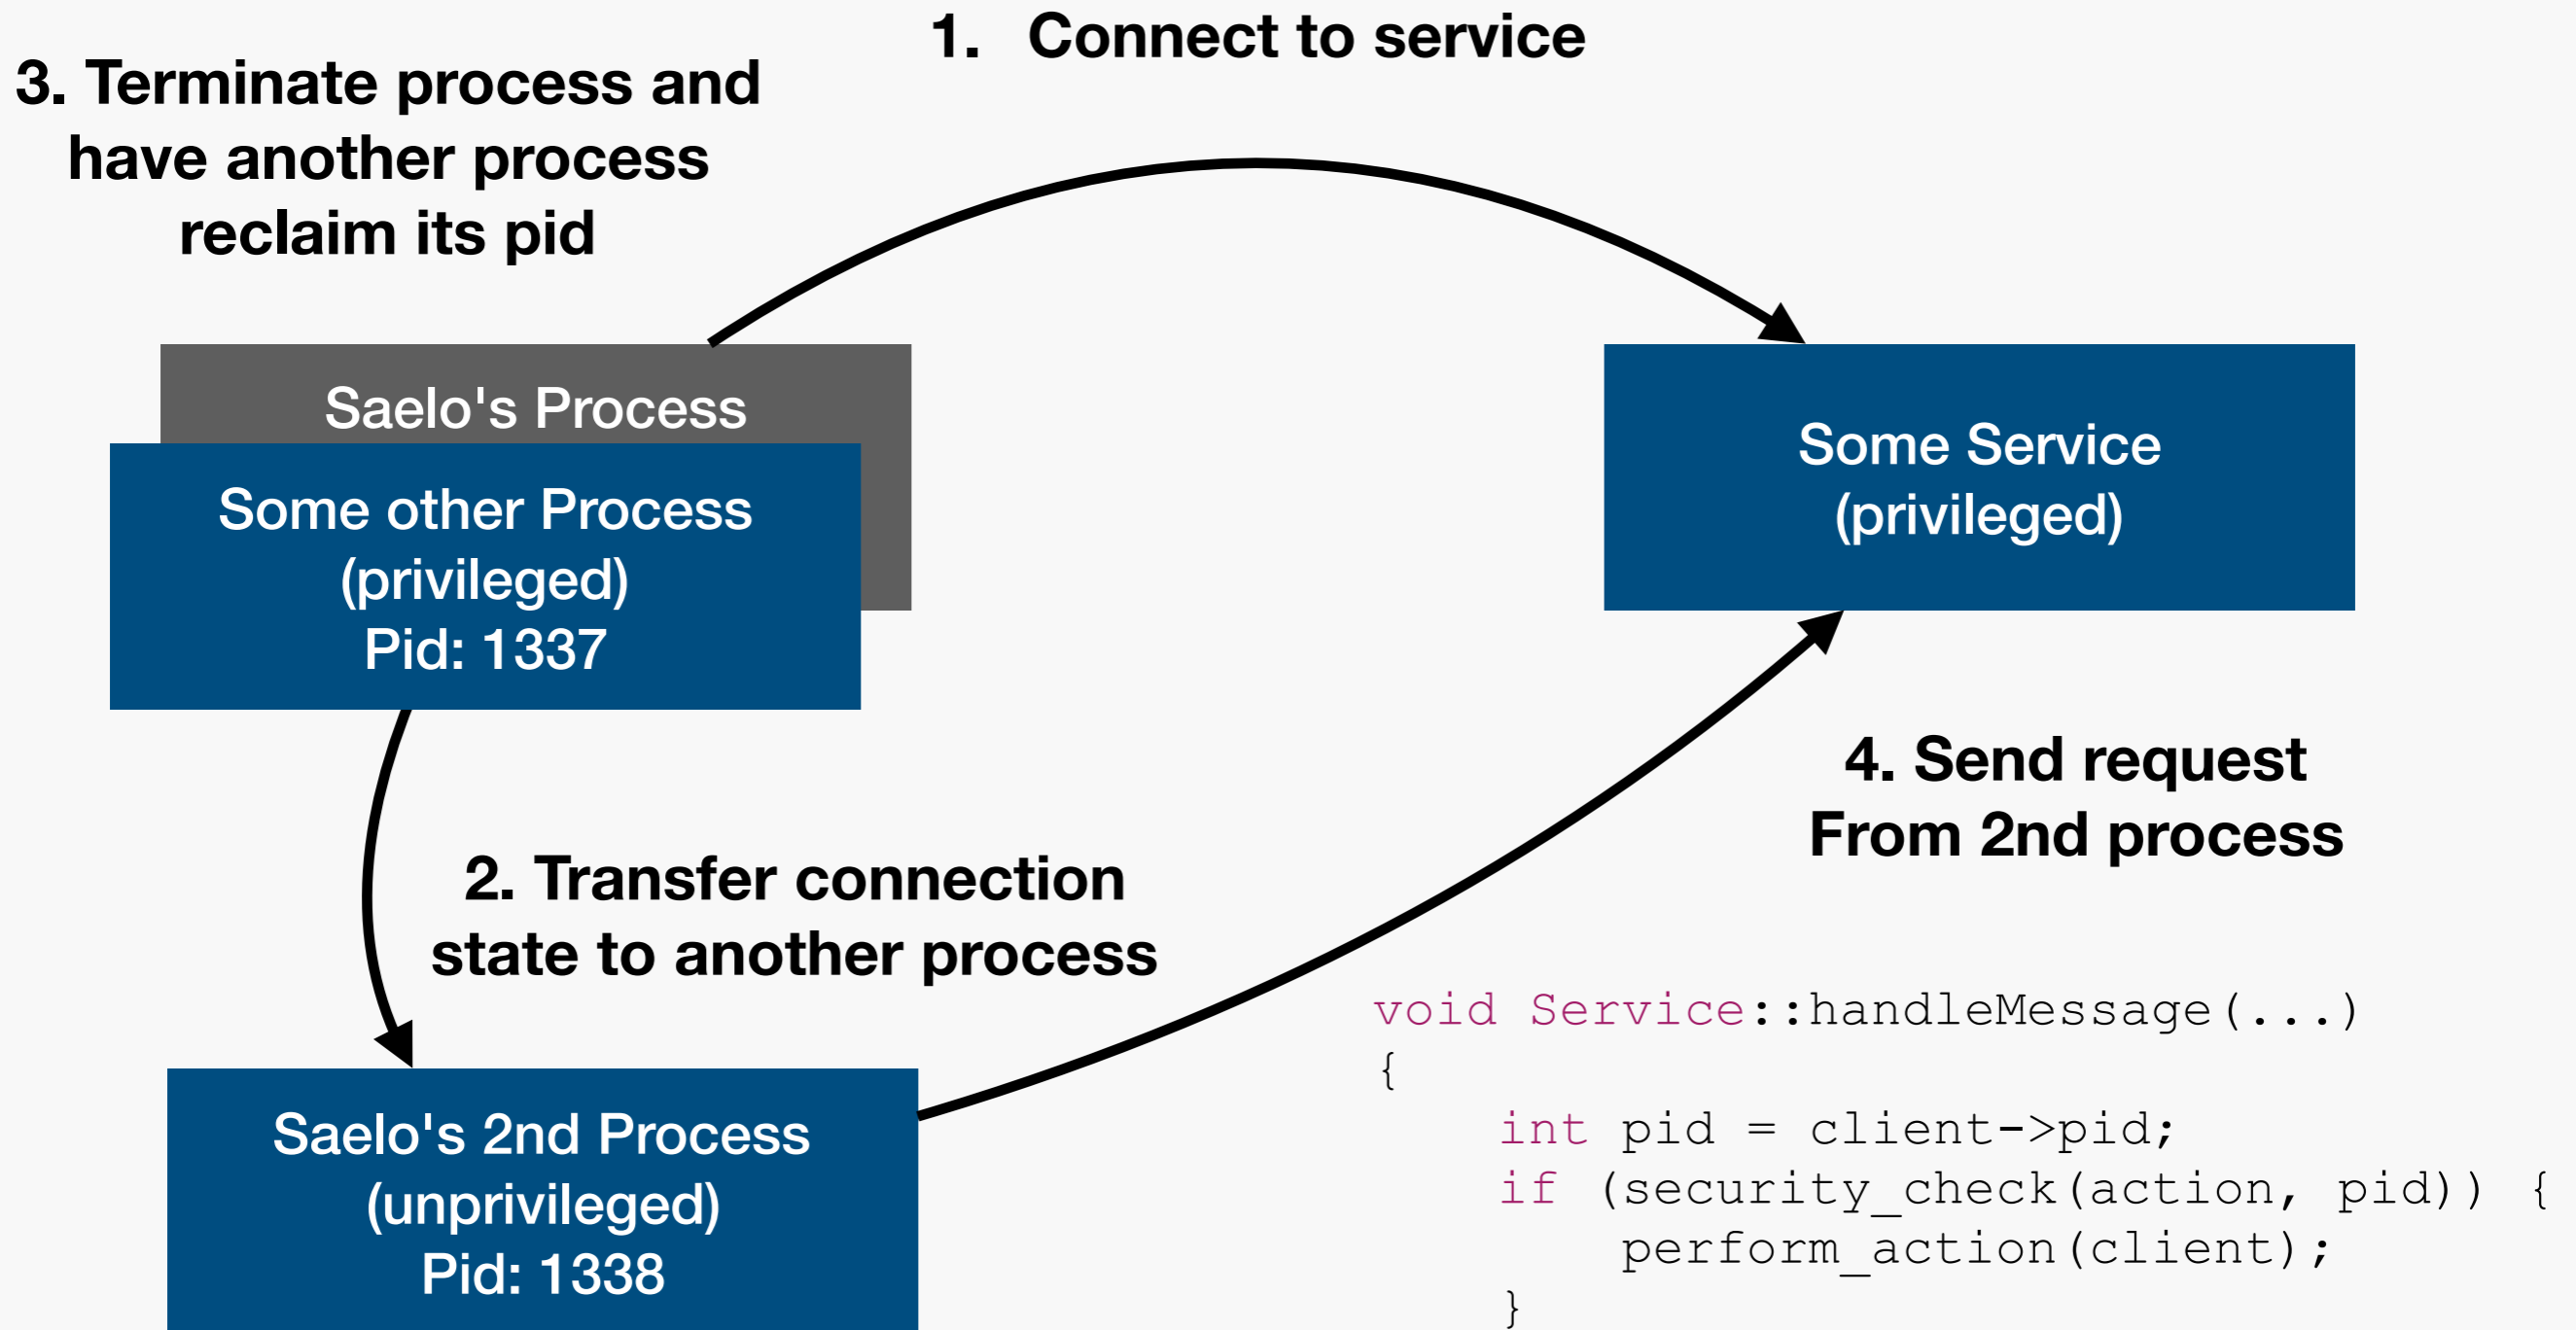 1. Connect to service
3. Terminate process and
have another process
reclaim its pid
Saelo's Process
Some other Process
(privileged)
Pid: 1337
Some Service
(privileged)
2. Transfer connection
state to another process
4. Send request
From 2nd process
Saelo's 2nd Process
(unprivileged)
Pid: 1338
void Service::handleMessage(...)
{
    int pid = client->pid;
    if (security_check(action, pid)) {
        perform_action(client);
    }